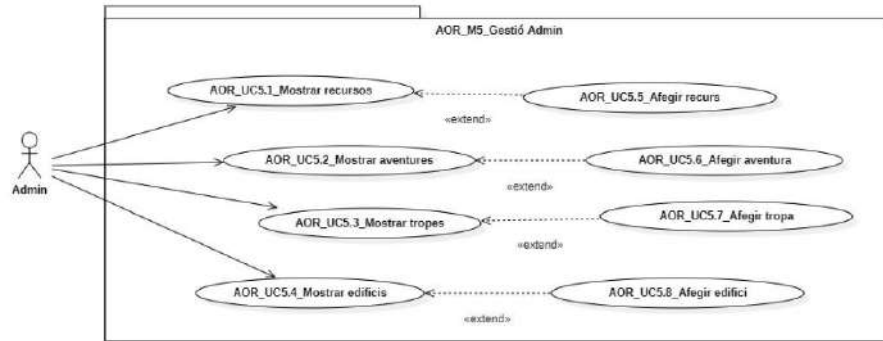 AOR_M5_Gestió Admin
AOR_UC5.1_Mostrar recursos
AOR_UC5.5_Afegir recurs
«extend»
AOR_UC5.2_Mostrar aventures
AOR_UC5.6_Afegir aventura
«extend»
Admin
AOR_UC5.3_Mostrar tropes
AOR_UC5.7_Afegir tropa
«extend»
AOR_UC5.4_Mostrar edificis
AOR_UC5.8_Afegir edifici
«extend»